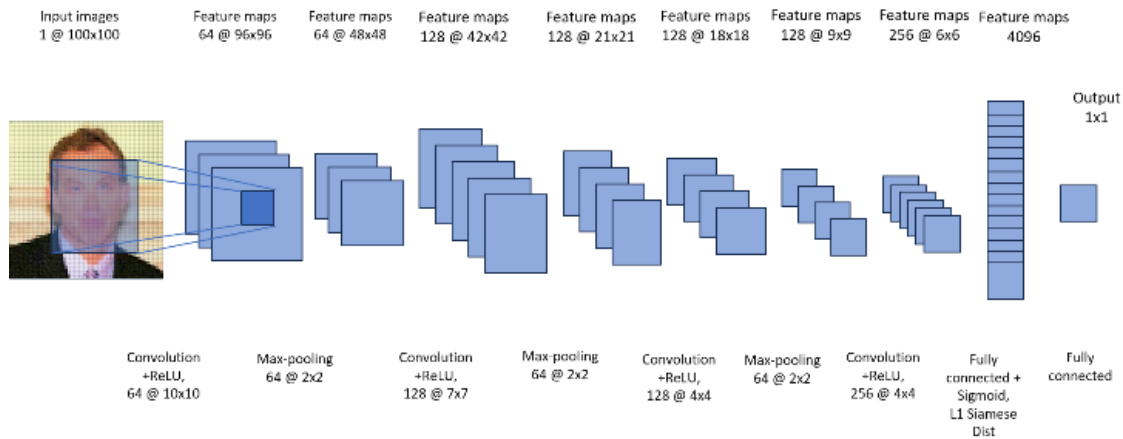 Input images
1 @ 100x100
Feature maps
64 @ 96x96
Feature maps
64 @ 48x48
Feature maps
128 @ 42x42
Feature maps
128 @ 21x21
Feature maps
128 @ 18x18
Feature maps
128 @ 9x9
Feature maps
256 @ 6x6
Feature maps
4096
Output
1x1
Convolution
+ReLU,
64 @ 10x10
Max-pooling
64 @ 2x2
Convolution
+ReLU,
128 @ 7x7
Max-pooling
64 @ 2x2
Convolution
+ReLU,
128 @ 4x4
Max-pooling
64 @ 2x2
Convolution
+ReLU,
256 @ 4x4
Fully
connected +
Sigmoid,
L1 Siamese
Dist
Fully
connected